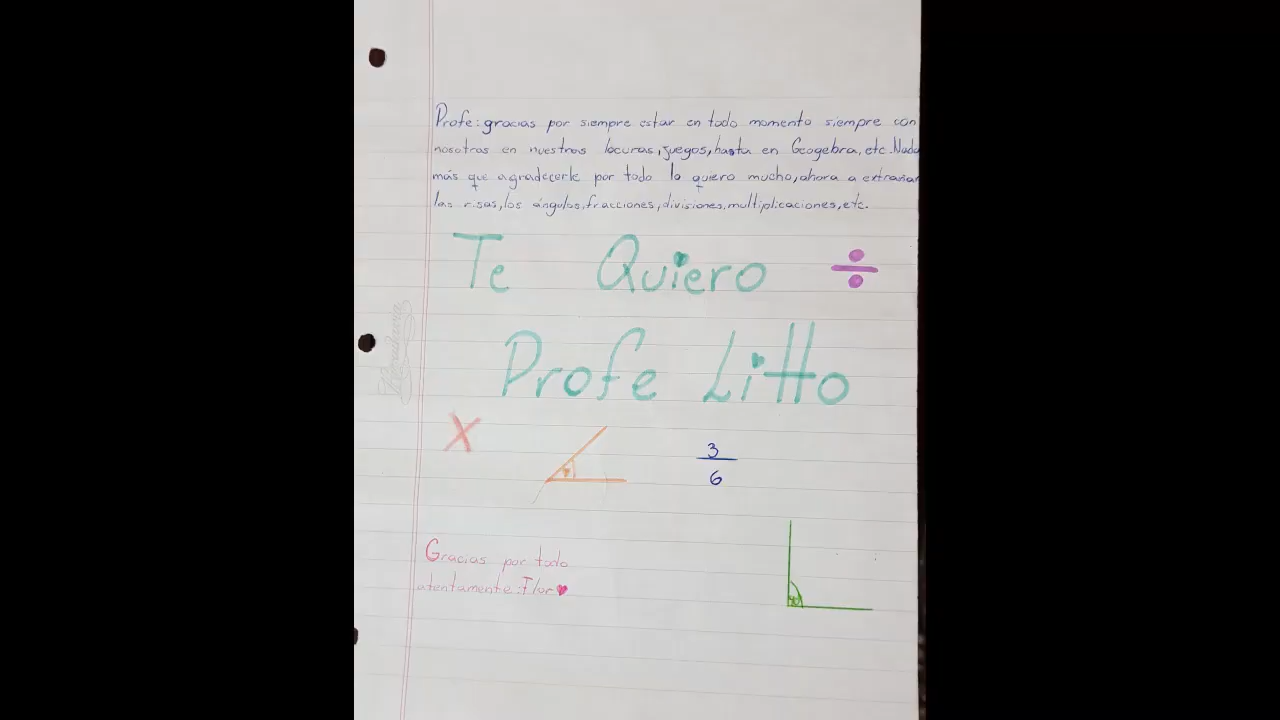 Profe: gracias por siempre estar en todo momento siempre con
nosotros en nuestras locuras, juegos, hasta en Geogebra, etc. Nada
más que agradecerle por todo lo quiero mucho, ahora a extrañar
las risas, los ángulos, fracciones, divisiones, multiplicaciones, etc.
Te Quiero ÷
Profe Litto
X
3
6
Gracias por todo
atentamente: Flor♥